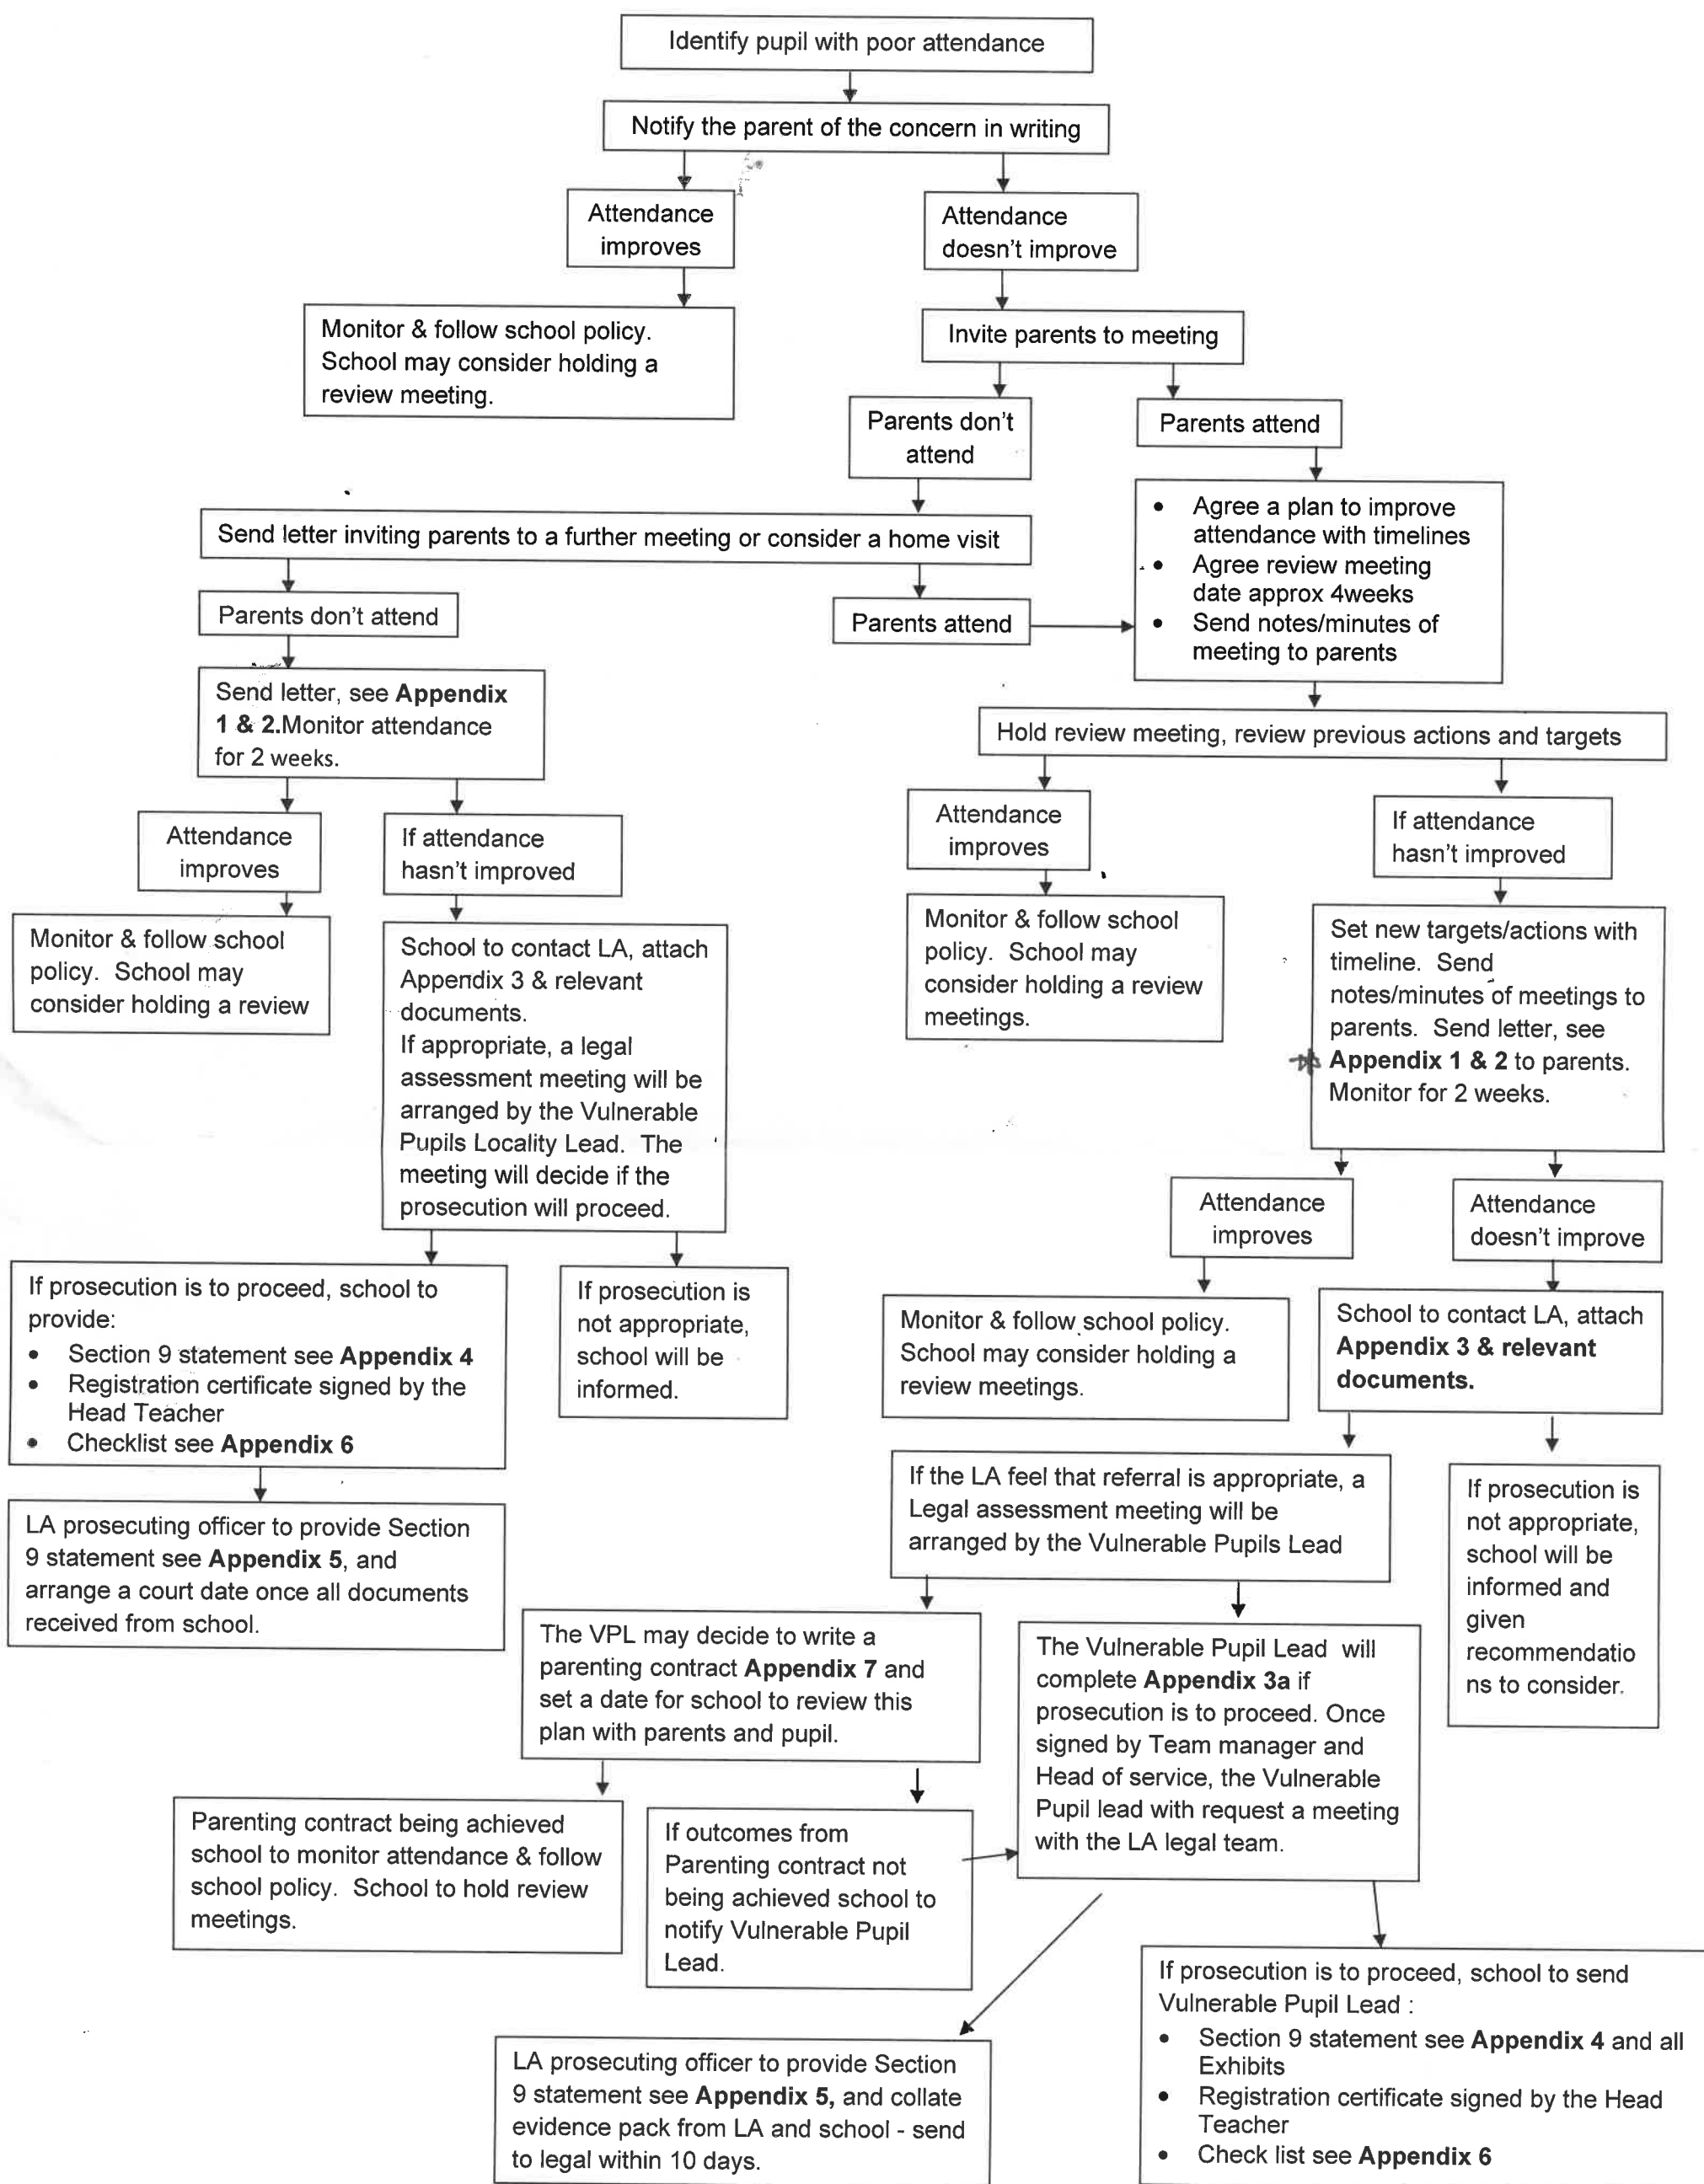 Identify pupil with poor attendance
Notify the parent of the concern in writing
Attendance
improves
Attendance
doesn't improve
Monitor & follow school policy.
School may consider holding a
review meeting.
Invite parents to meeting
Parents don't
attend
Parents attend
Send letter inviting parents to a further meeting or consider a home visit
• Agree a plan to improve
attendance with timelines
• Agree review meeting
date approx 4weeks
• Send notes/minutes of
meeting to parents
Parents don't attend
Parents attend
Send letter, see Appendix
1 & 2.Monitor attendance
for 2 weeks.
Hold review meeting, review previous actions and targets
Attendance
improves
If attendance
hasn't improved
Attendance
improves
If attendance
hasn't improved
Monitor & follow school
policy. School may
consider holding a review
School to contact LA, attach
Appendix 3 & relevant
documents.
If appropriate, a legal
assessment meeting will be
arranged by the Vulnerable
Pupils Locality Lead. The
meeting will decide if the
prosecution will proceed.
Monitor & follow school
policy. School may
consider holding a review
meetings.
Set new targets/actions with
timeline. Send
notes/minutes of meetings to
parents. Send letter, see
Appendix 1 & 2 to parents.
Monitor for 2 weeks.
Attendance
improves
Attendance
doesn't improve
If prosecution is to proceed, school to
provide:
• Section 9 statement see Appendix 4
• Registration certificate signed by the
Head Teacher
• Checklist see Appendix 6
If prosecution is
not appropriate,
school will be
informed.
Monitor & follow school policy.
School may consider holding a
review meetings.
School to contact LA, attach
Appendix 3 & relevant
documents.
LA prosecuting officer to provide Section
9 statement see Appendix 5, and
arrange a court date once all documents
received from school.
If the LA feel that referral is appropriate, a
Legal assessment meeting will be
arranged by the Vulnerable Pupils Lead
If prosecution is
not appropriate,
school will be
informed and
given
recommendatio
ns to consider.
The VPL may decide to write a
parenting contract Appendix 7 and
set a date for school to review this
plan with parents and pupil.
The Vulnerable Pupil Lead will
complete Appendix 3a if
prosecution is to proceed. Once
signed by Team manager and
Head of service, the Vulnerable
Pupil lead with request a meeting
with the LA legal team.
Parenting contract being achieved
school to monitor attendance & follow
school policy. School to hold review
meetings.
If outcomes from
Parenting contract not
being achieved school to
notify Vulnerable Pupil
Lead.
LA prosecuting officer to provide Section
9 statement see Appendix 5, and collate
evidence pack from LA and school - send
to legal within 10 days.
If prosecution is to proceed, school to send
Vulnerable Pupil Lead :
• Section 9 statement see Appendix 4 and all
Exhibits
• Registration certificate signed by the Head
Teacher
• Check list see Appendix 6